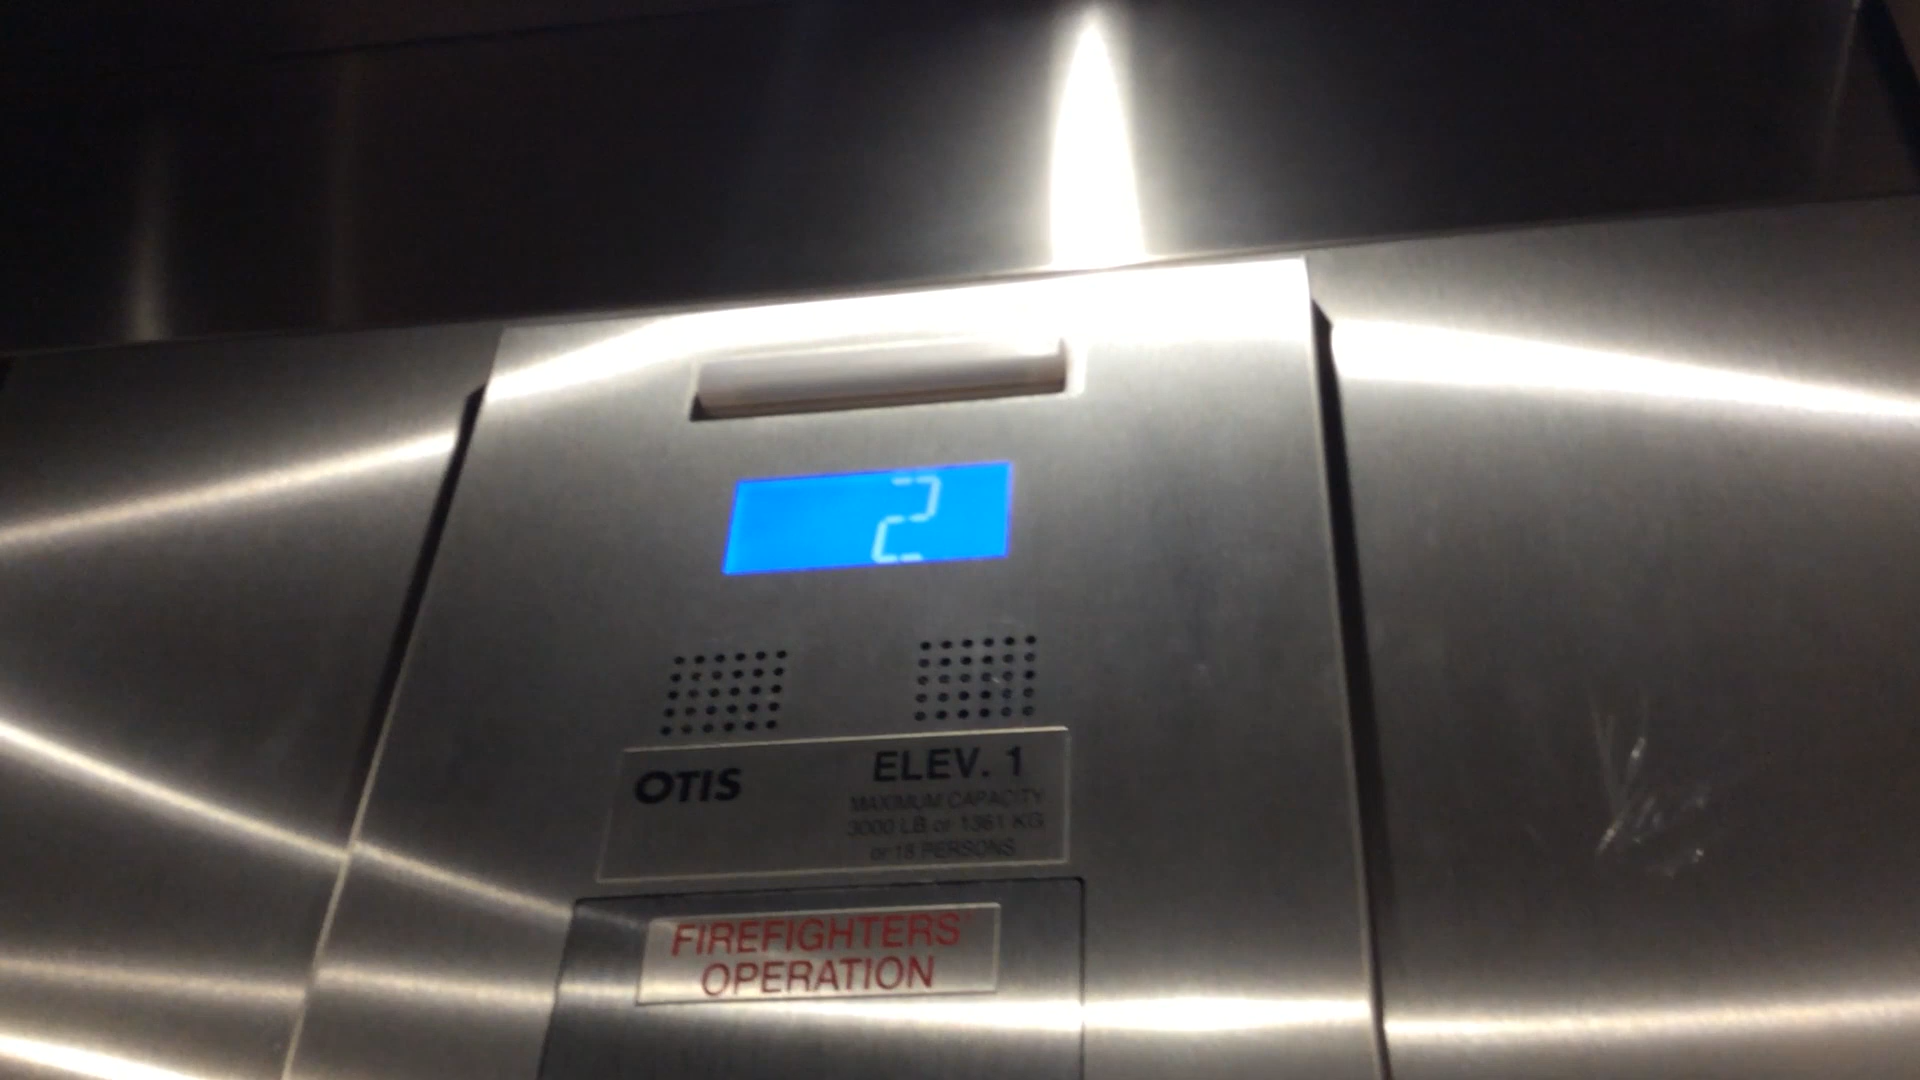 2
OTIS
ELEV. 1
MAXIMUM CAPACITY
3000 LB or 1361 KG
or 18 PERSONS
FIREFIGHTERS'
OPERATION